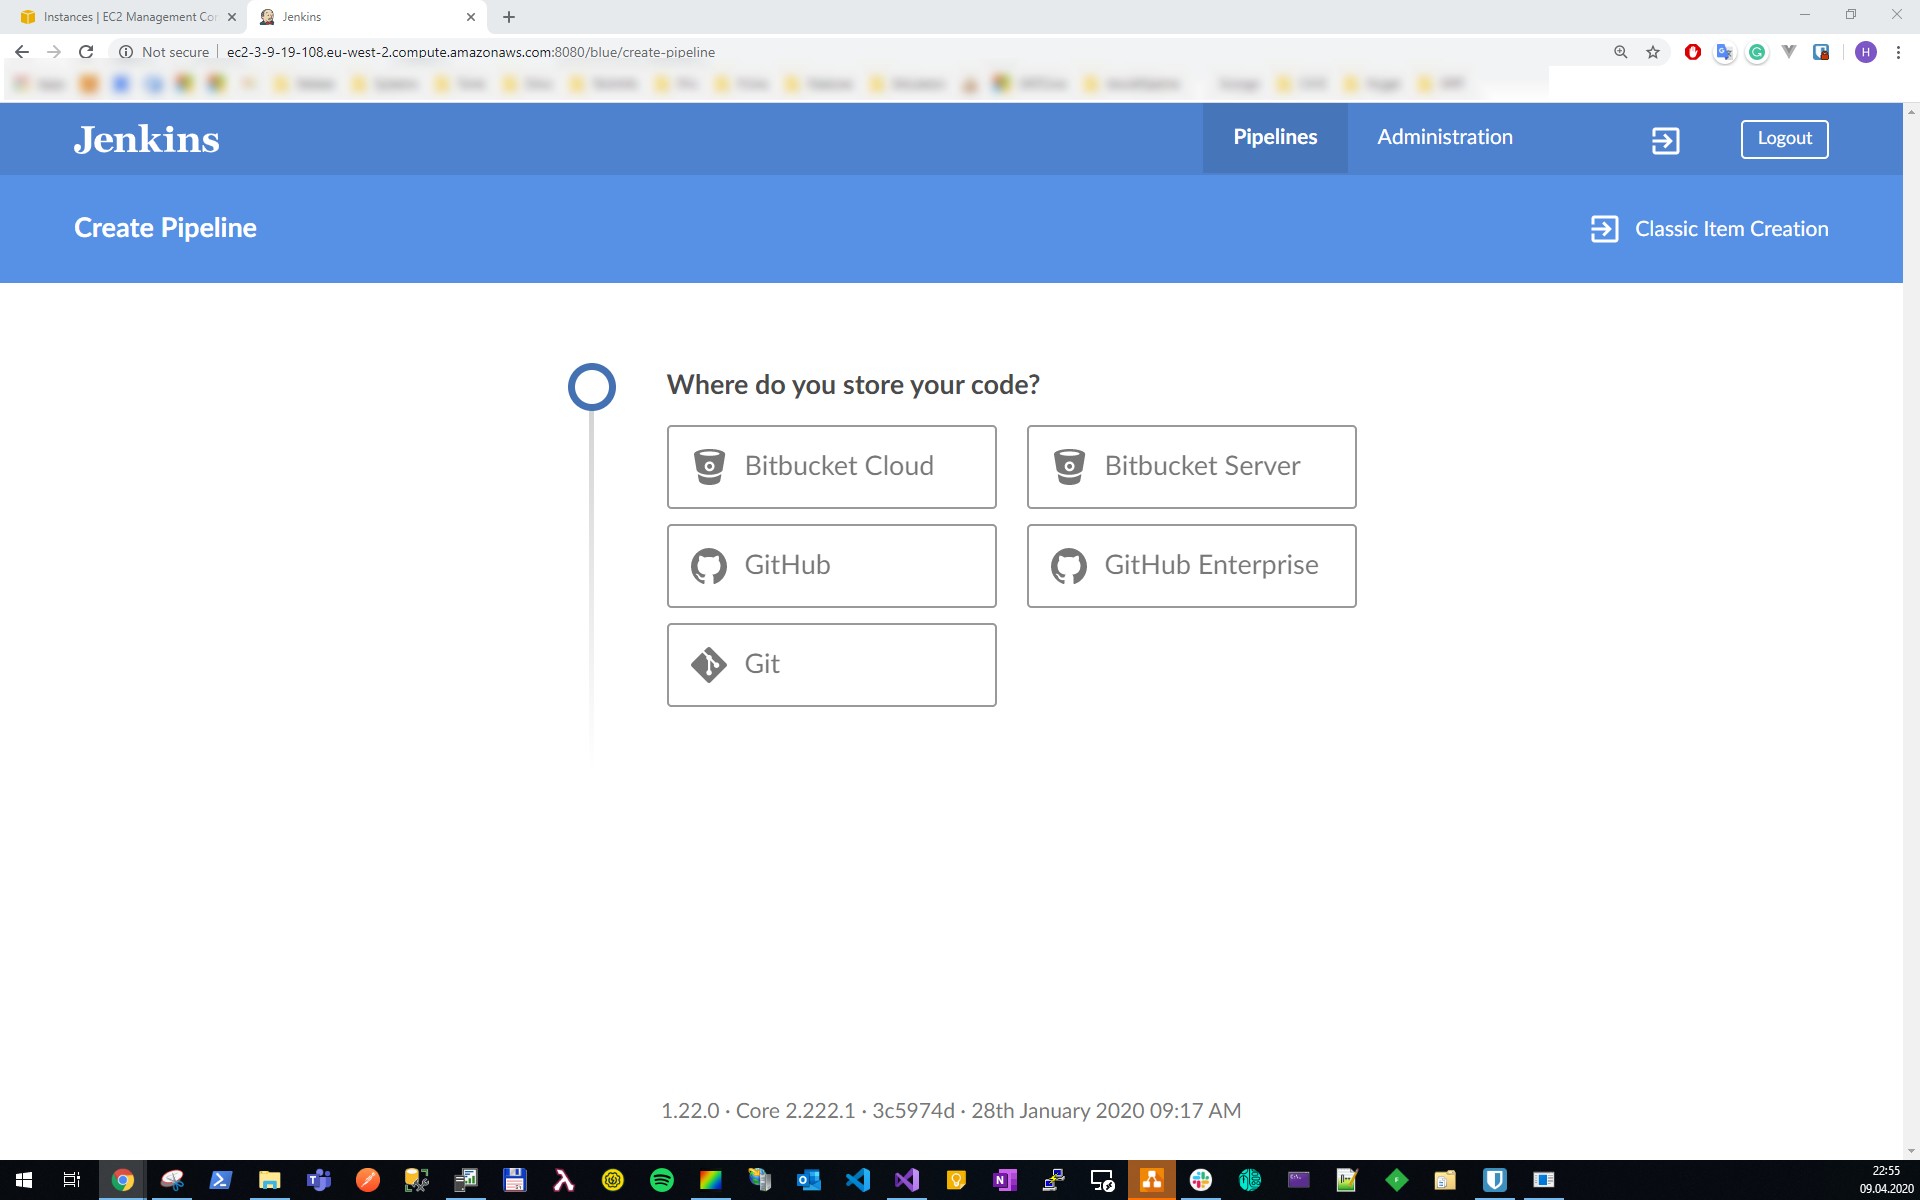 Instances | EC2 Management Con
Jenkins
Not secure
ec2-3-9-19-108.eu-west-2.compute.amazonaws.com:8080/blue/create-pipeline
H
Jenkins
Pipelines
Administration
Logout
Create Pipeline
Classic Item Creation
Where do you store your code?
Bitbucket Cloud
Bitbucket Server
GitHub
GitHub Enterprise
Git
1.22.0 · Core 2.222.1 · 3c5974d · 28th January 2020 09:17 AM
22:55
09.04.2020